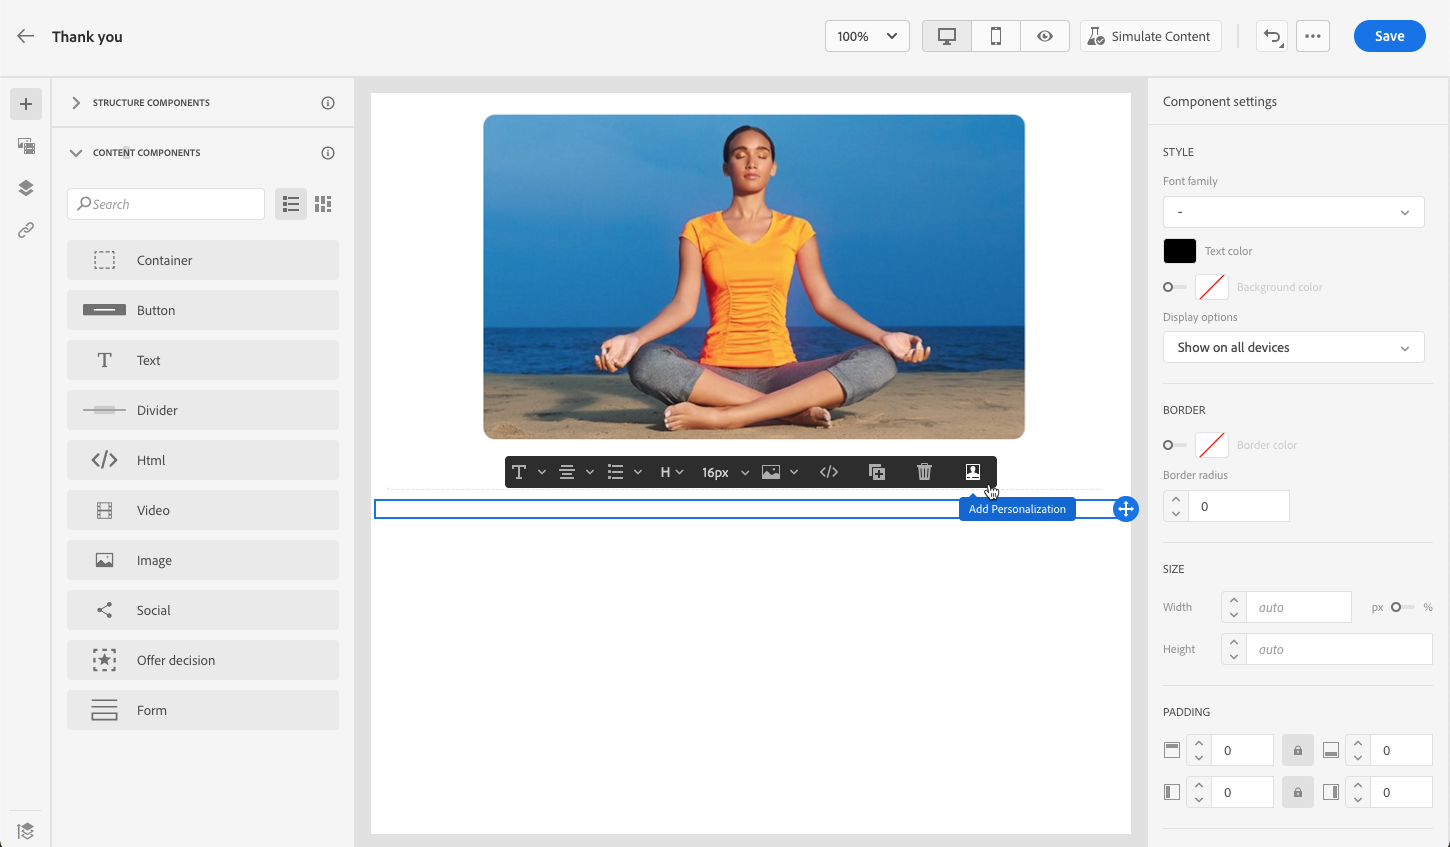 Thank you
100%
Simulate Content
Save
STRUCTURE COMPONENTS
CONTENT COMPONENTS
Search
Container
Button
Text
Divider
Html
Video
Image
Social
Offer decision
Form
H
16px
Add Personalization
Component settings
STYLE
Font family
-
Text color
Background color
Display options
Show on all devices
BORDER
Border color
Border radius
0
SIZE
Width
auto
px
%
Height
auto
PADDING
0
0
0
0